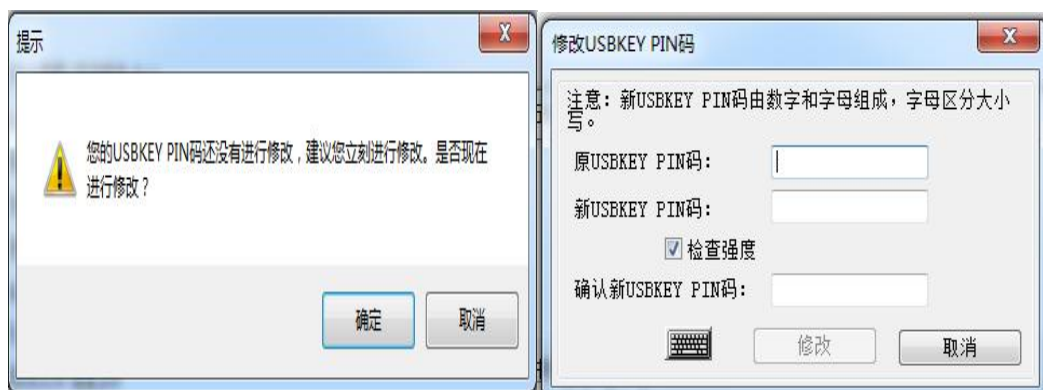 提示
您的USBKEY PIN码还没有进行修改，建议您立刻进行修改。是否现在
进行修改？
确定
取消
修改USBKEY PIN码
注意：新USBKEY PIN码由数字和字母组成，字母区分大小
写。
原USBKEY PIN码：
新USBKEY PIN码：
检查强度
确认新USBKEY PIN码：
修改
取消